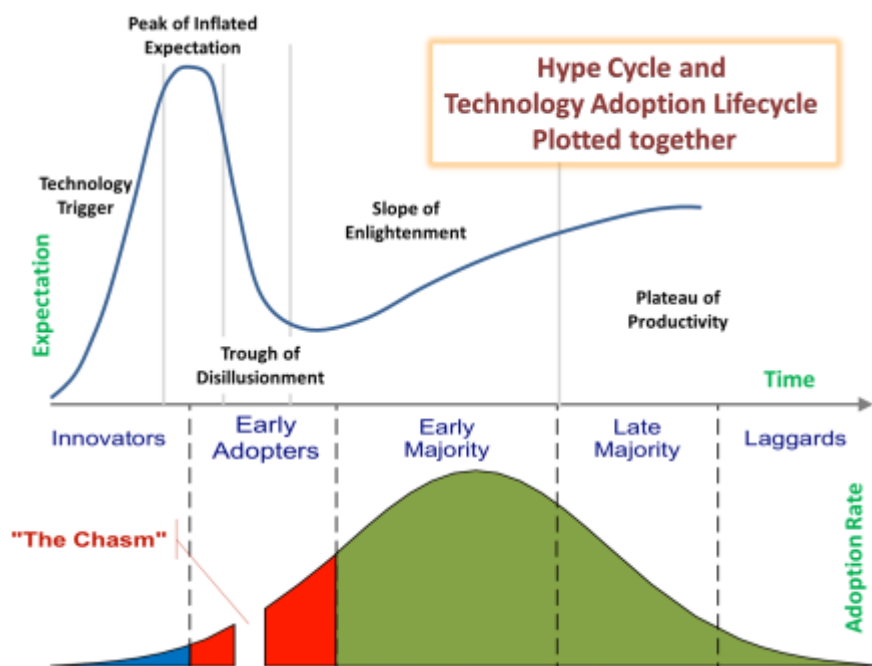 Peak of Inflated
Expectation
Hype Cycle and
Technology Adoption Lifecycle
Plotted together
Technology
Trigger
Slope of
Enlightenment
Expectation
Plateau of
Productivity
Trough of
Disillusionment
Time
Innovators
Early
Adopters
Early
Majority
Late
Majority
Laggards
"The Chasm"
Adoption Rate